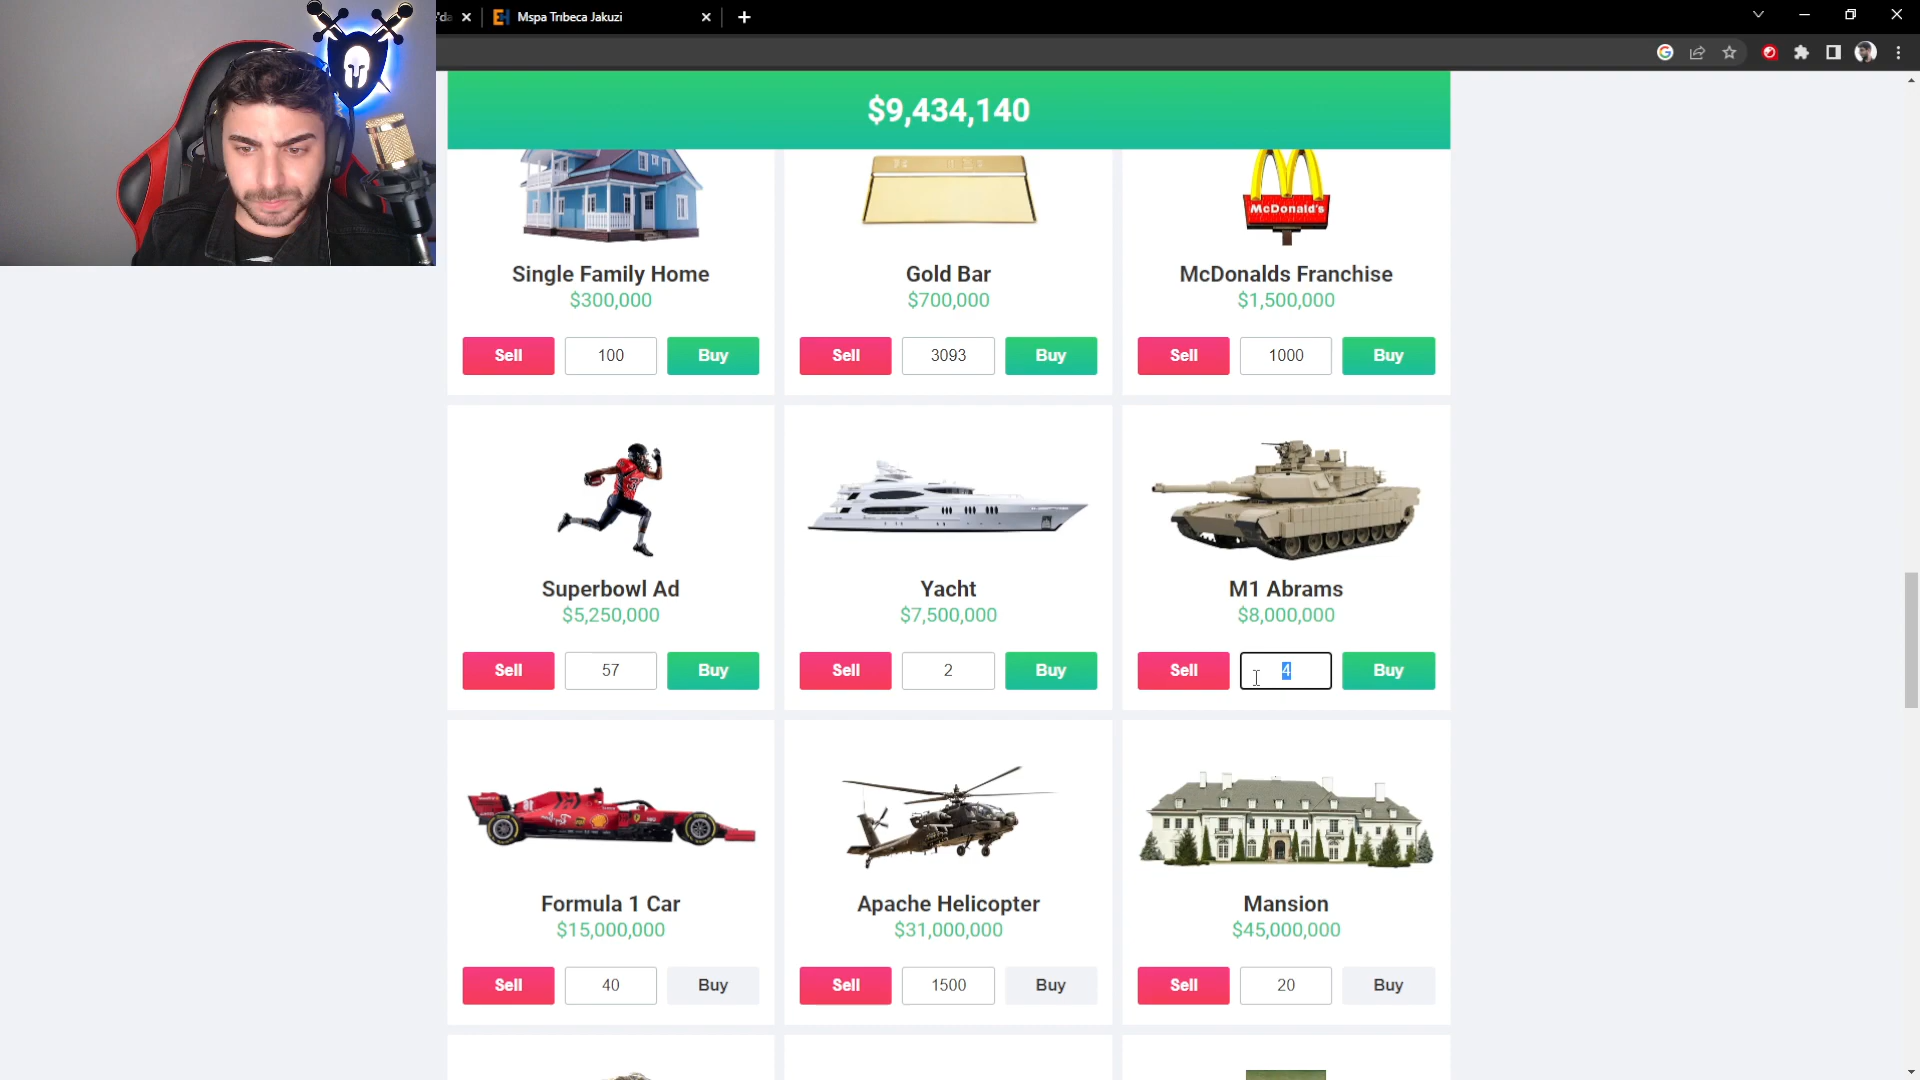 'da
Mspa Tribeca Jakuzi
$9,434,140
McDonald's
Single Family Home
$300,000
Sell 100 Buy
Gold Bar
$700,000
Sell 3093 Buy
McDonalds Franchise
$1,500,000
Sell 1000 Buy
Superbowl Ad
$5,250,000
Sell 57 Buy
Yacht
$7,500,000
Sell 2 Buy
M1 Abrams
$8,000,000
Sell 4 Buy
Formula 1 Car
$15,000,000
Sell 40 Buy
Apache Helicopter
$31,000,000
Sell 1500 Buy
Mansion
$45,000,000
Sell 20 Buy